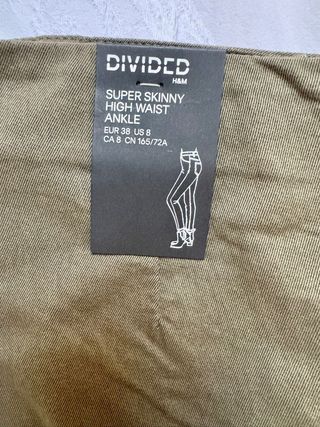 DIVIDED
H&M
SUPER SKINNY
HIGH WAIST
ANKLE
EUR 38 US 8
CA 8 CN 165/72A